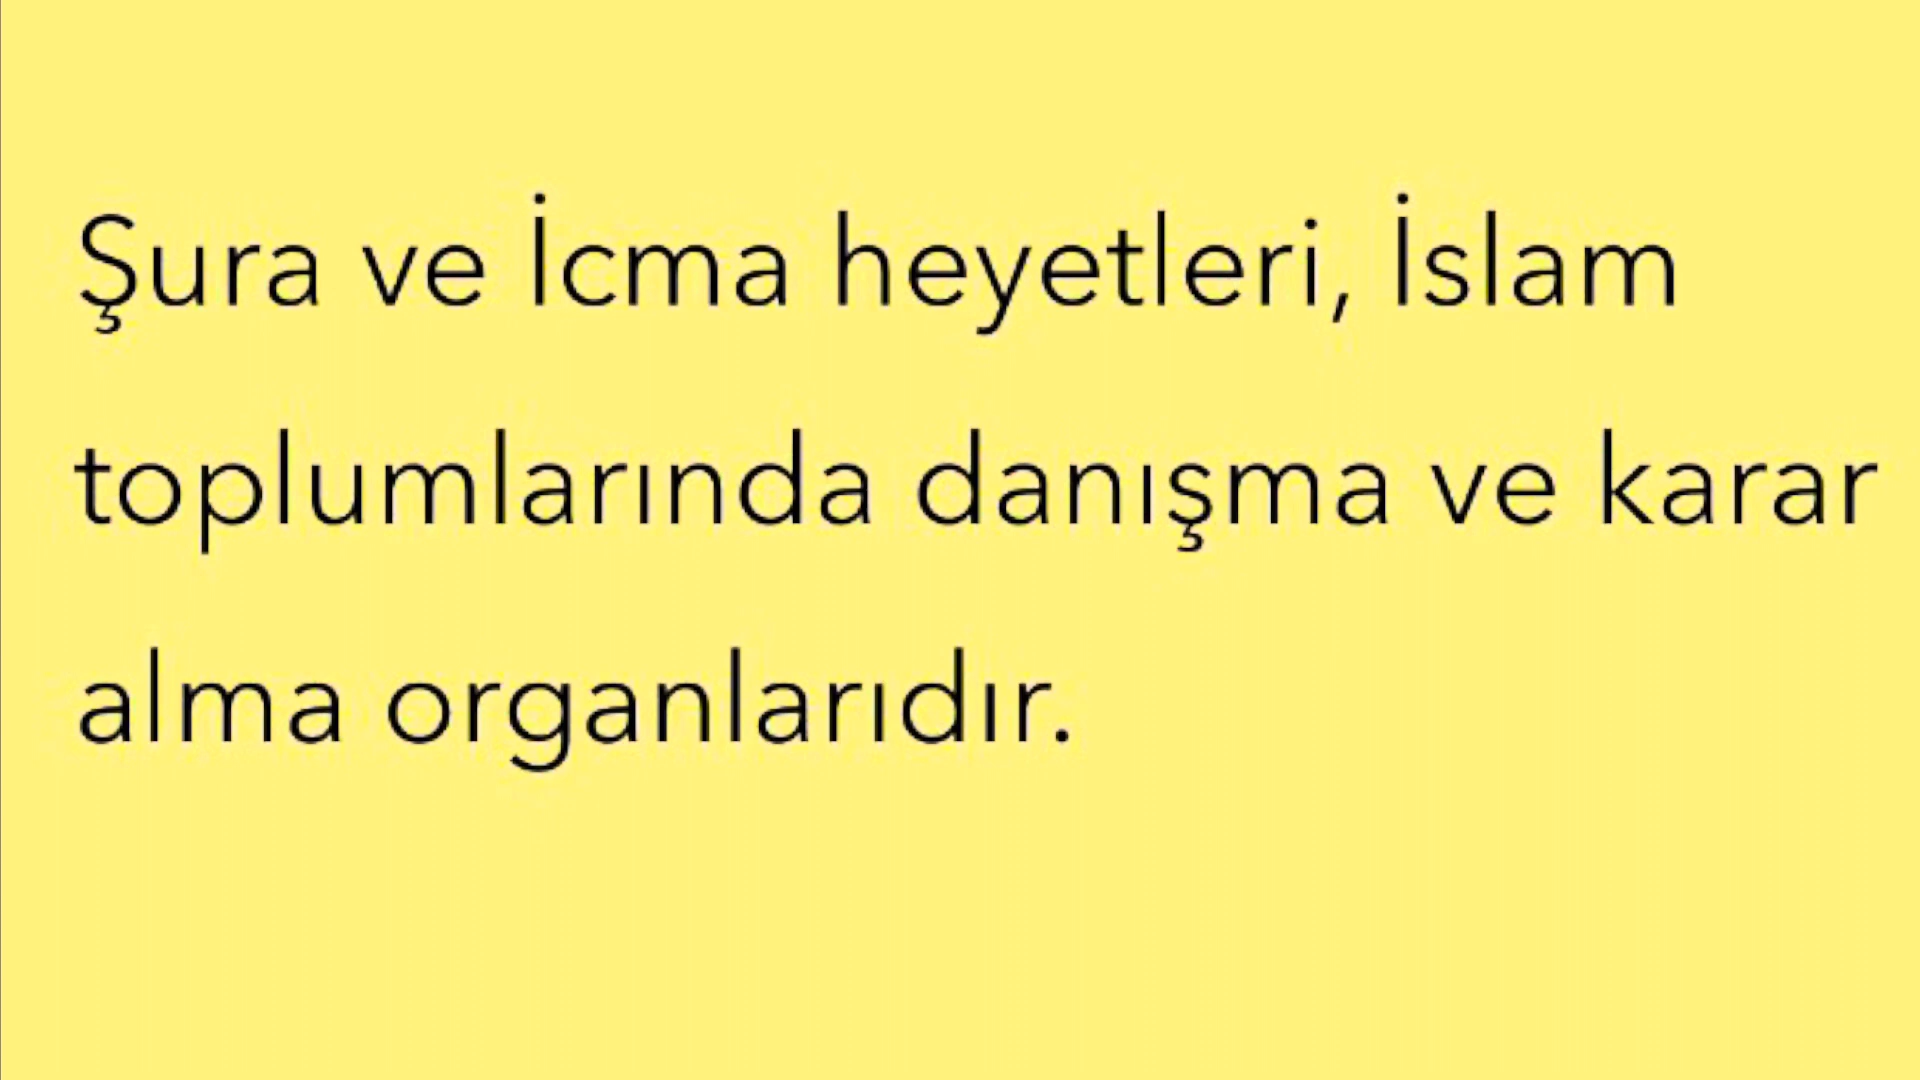 Şura ve İcma heyetleri, İslam
toplumlarında danışma ve karar
alma organlarıdır.